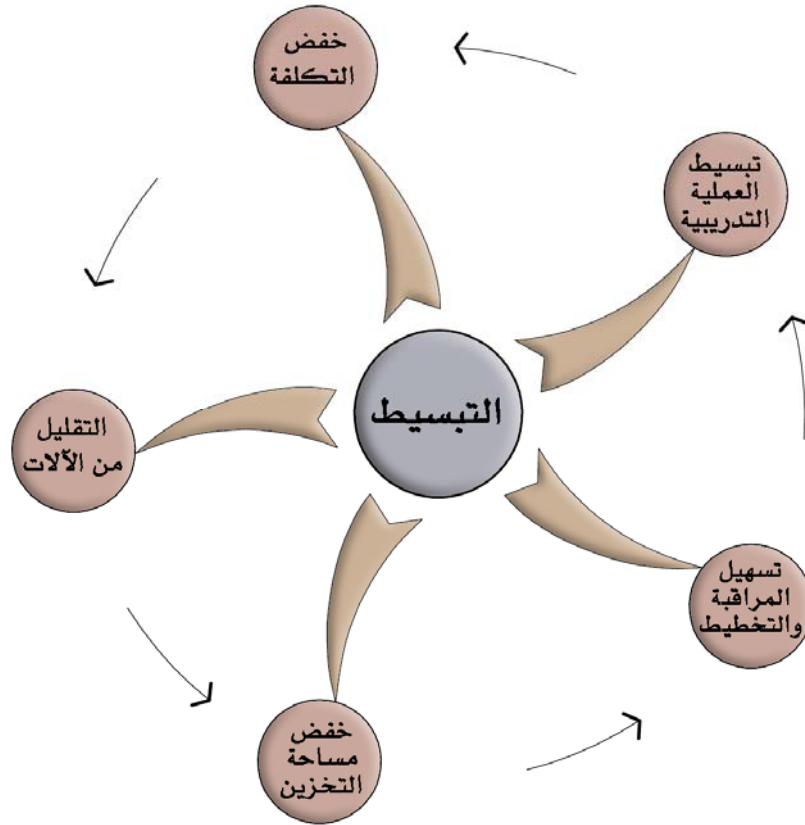 خفض
التكلفة
تبسيط
العملية
التدريبية
التبسيط
التقليل
من الآلات
تسهيل
المراقبة
والتخطيط
خفض
مساحة
التخزين